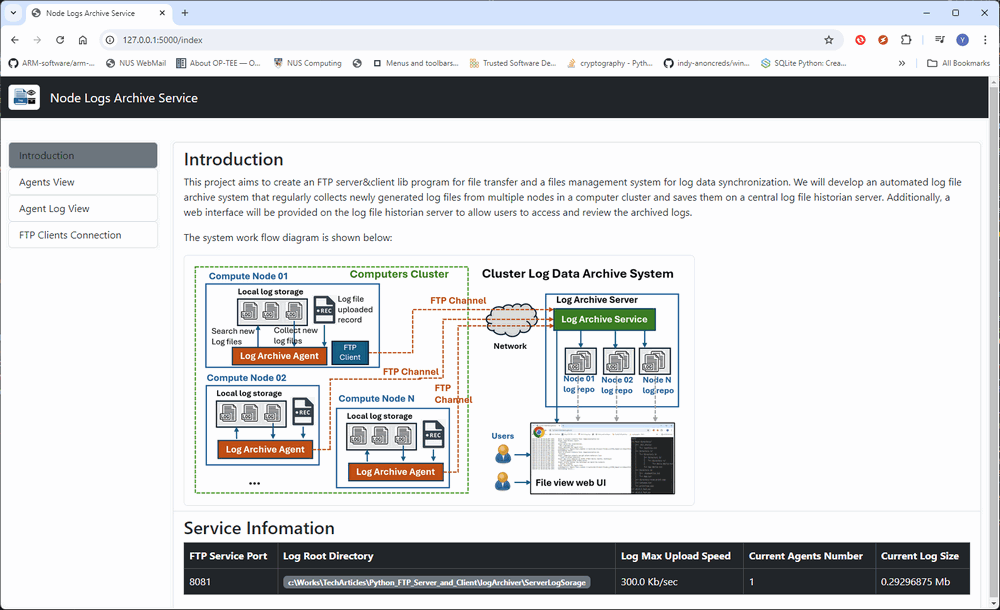 Node Logs Archive Service
127.0.0.1:5000/index
ARM-software/arm-...
NUS WebMail
About OP-TEE — O...
NUS Computing
Menus and toolbars...
Trusted Software De...
cryptography - Pyth...
indy-anoncreds/win...
SQLite Python: Crea...
»
All Bookmarks
Node Logs Archive Service
Introduction
Agents View
Agent Log View
FTP Clients Connection
Introduction
This project aims to create an FTP server&client lib program for file transfer and a files management system for log data synchronization. We will develop an automated log file
archive system that regularly collects newly generated log files from multiple nodes in a computer cluster and saves them on a central log file historian server. Additionally, a
web interface will be provided on the log file historian server to allow users to access and review the archived logs.
The system work flow diagram is shown below:
Compute Node 01
Computers Cluster
Cluster Log Data Archive System
Local log storage
Log file
uploaded
record
REC
Search new
Log files
Collect new
log files
Log Archive Agent
FTP
Client
FTP Channel
Network
Log Archive Server
Log Archive Service
Node 01
log repo
Node 02
log repo
Node N
log repo
Compute Node 02
Local log storage
REC
Log Archive Agent
...
FTP Channel
FTP
Channel
Compute Node N
Local log storage
REC
Log Archive Agent
Users
File view web UI
Service Infomation
FTP Service Port Log Root Directory Log Max Upload Speed Current Agents Number Current Log Size
8081 c:\Works\TechArticles\Python_FTP_Server_and_Client\logArchiver\ServerLogSorage 300.0 Kb/sec 1 0.29296875 Mb